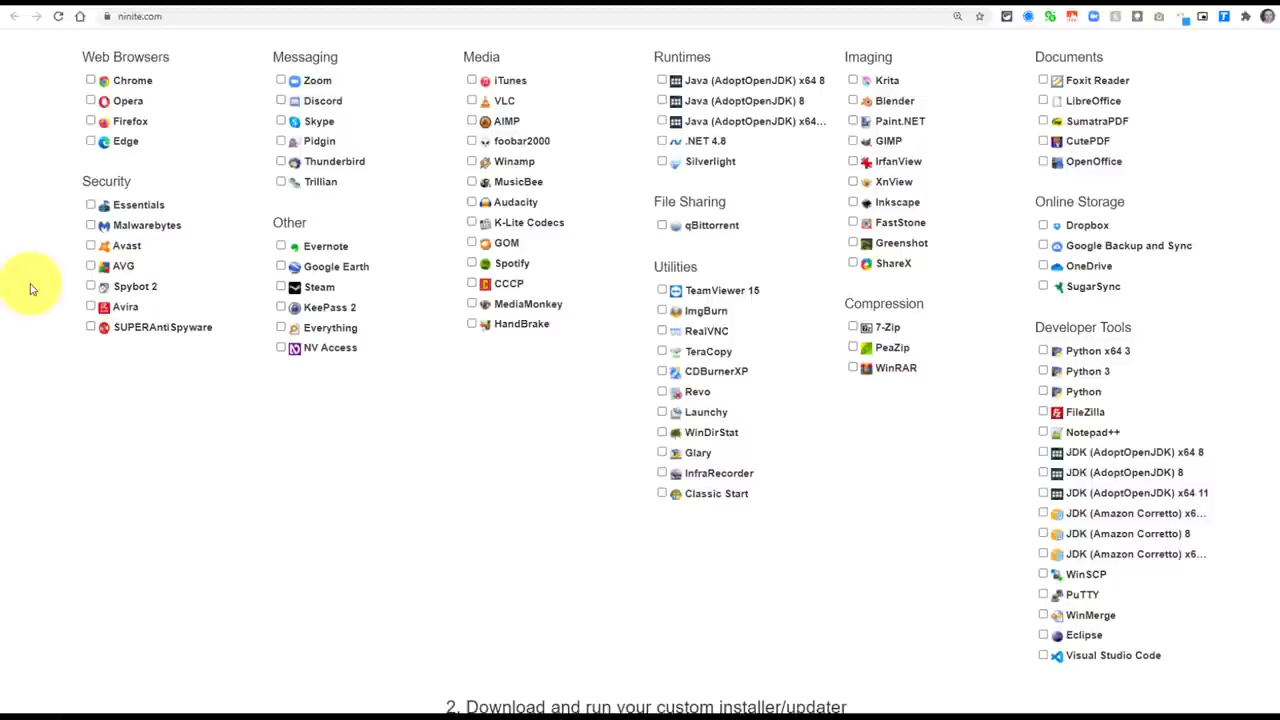 ninite.com
Web Browsers
Chrome
Opera
Firefox
Edge
Security
Essentials
Malwarebytes
Avast
AVG
Spybot 2
Avira
SUPERAntiSpyware
Messaging
Zoom
Discord
Skype
Pidgin
Thunderbird
Trillian
Other
Evernote
Google Earth
Steam
KeePass 2
Everything
NV Access
Media
iTunes
VLC
AIMP
foobar2000
Winamp
MusicBee
Audacity
K-Lite Codecs
GOM
Spotify
CCCP
MediaMonkey
HandBrake
Runtimes
Java (AdoptOpenJDK) x64 8
Java (AdoptOpenJDK) 8
Java (AdoptOpenJDK) x64...
.NET 4.8
Silverlight
File Sharing
qBittorrent
Utilities
TeamViewer 15
ImgBurn
RealVNC
TeraCopy
CDBurnerXP
Revo
Launchy
WinDirStat
Glary
InfraRecorder
Classic Start
Imaging
Krita
Blender
Paint.NET
GIMP
IrfanView
XnView
Inkscape
FastStone
Greenshot
ShareX
Compression
7-Zip
PeaZip
WinRAR
Documents
Foxit Reader
LibreOffice
SumatraPDF
CutePDF
OpenOffice
Online Storage
Dropbox
Google Backup and Sync
OneDrive
SugarSync
Developer Tools
Python x64 3
Python 3
Python
FileZilla
Notepad++
JDK (AdoptOpenJDK) x64 8
JDK (AdoptOpenJDK) 8
JDK (AdoptOpenJDK) x64 11
JDK (Amazon Corretto) x6...
JDK (Amazon Corretto) 8
JDK (Amazon Corretto) x6...
WinSCP
PuTTY
WinMerge
Eclipse
Visual Studio Code
2. Download and run your custom installer/updater